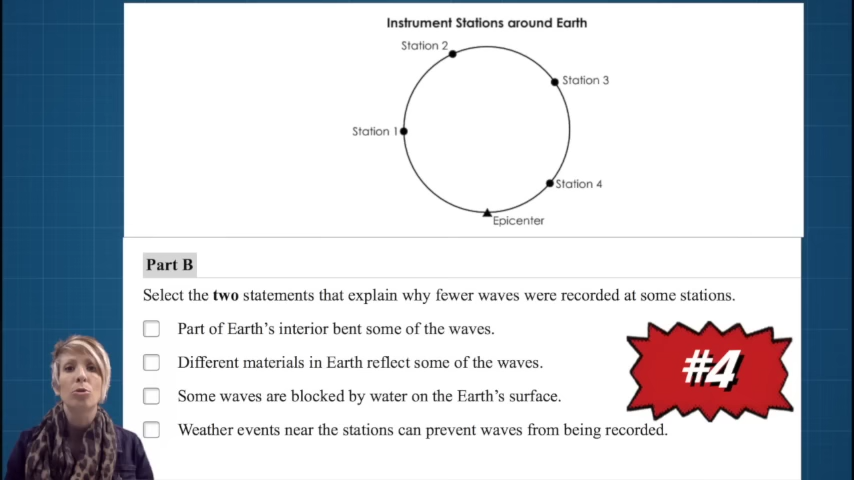 Instrument Stations around Earth
Station 2
Station 3
Station 1
Station 4
Epicenter
Part B
Select the two statements that explain why fewer waves were recorded at some stations.
Part of Earth's interior bent some of the waves.
Different materials in Earth reflect some of the waves.
#4
Some waves are blocked by water on the Earth's surface.
Weather events near the stations can prevent waves from being recorded.